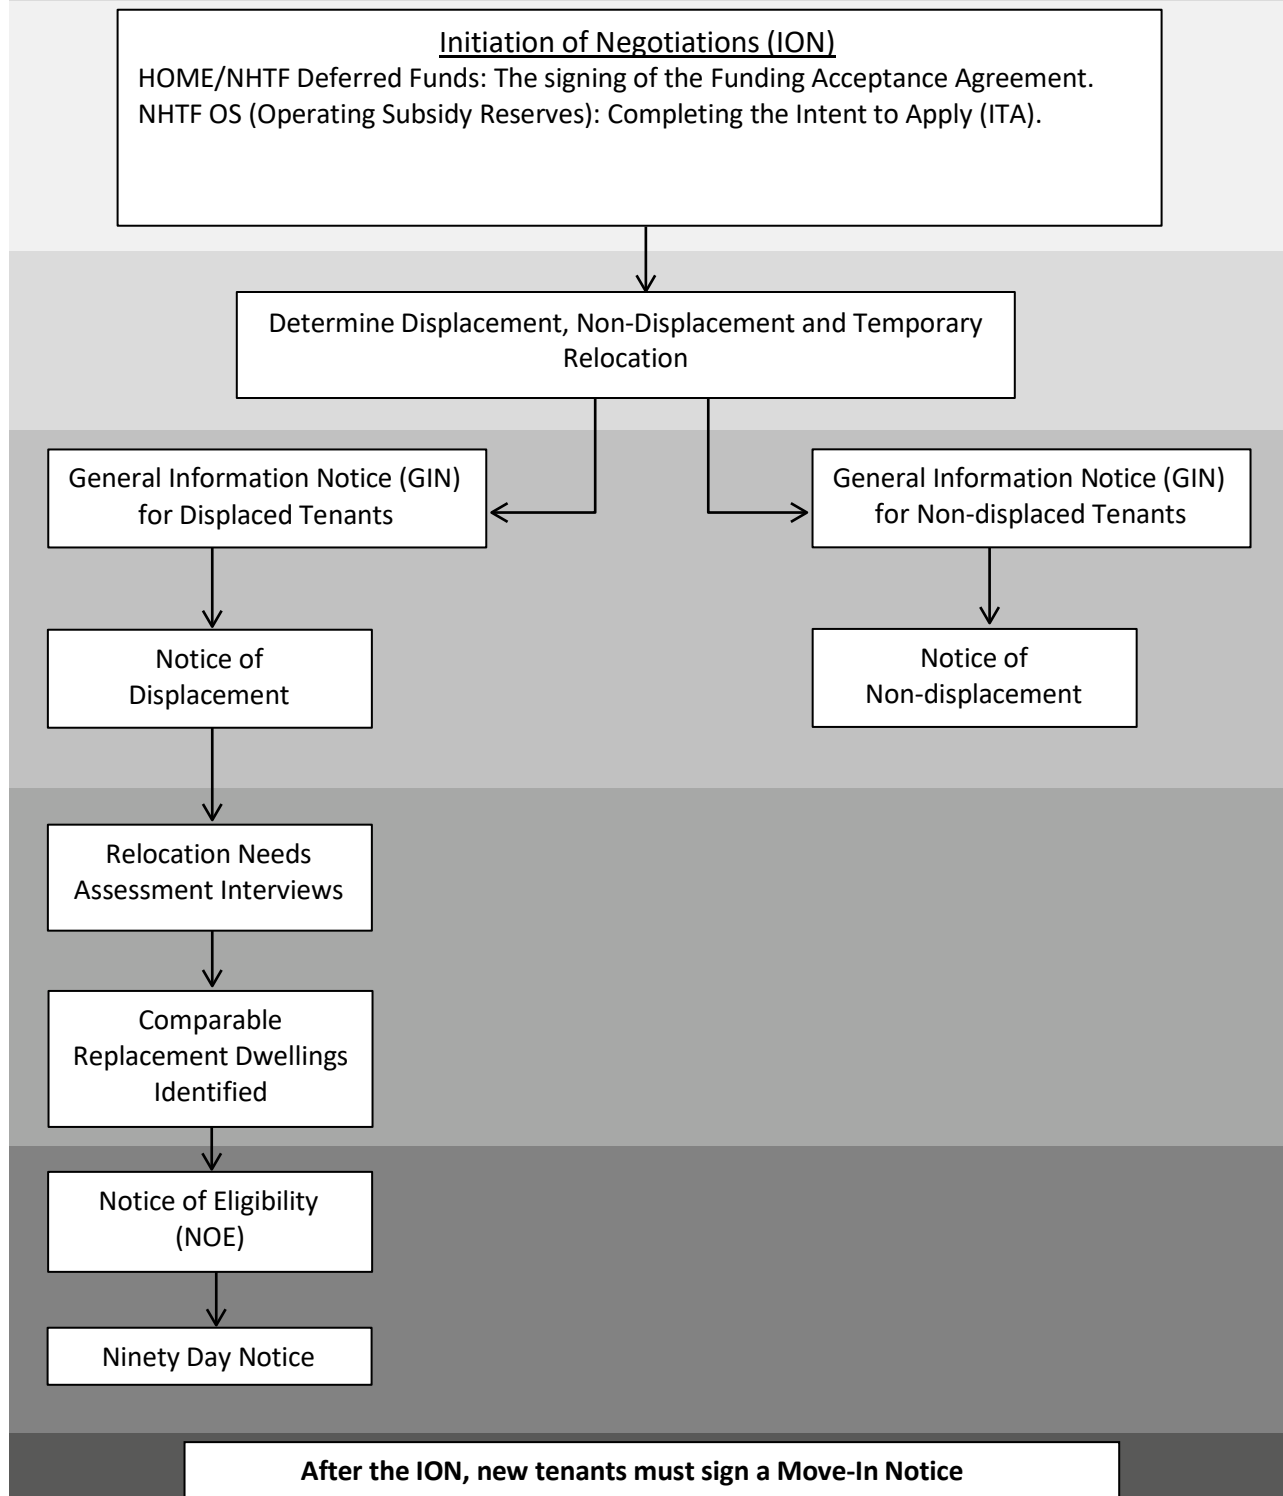 Initiation of Negotiations (ION)
HOME/NHTF Deferred Funds: The signing of the Funding Acceptance Agreement.
NHTF OS (Operating Subsidy Reserves): Completing the Intent to Apply (ITA).
Determine Displacement, Non-Displacement and Temporary
Relocation
General Information Notice (GIN)
for Displaced Tenants
General Information Notice (GIN)
for Non-displaced Tenants
Notice of
Displacement
Notice of
Non-displacement
Relocation Needs
Assessment Interviews
Comparable
Replacement Dwellings
Identified
Notice of Eligibility
(NOE)
Ninety Day Notice
After the ION, new tenants must sign a Move-In Notice